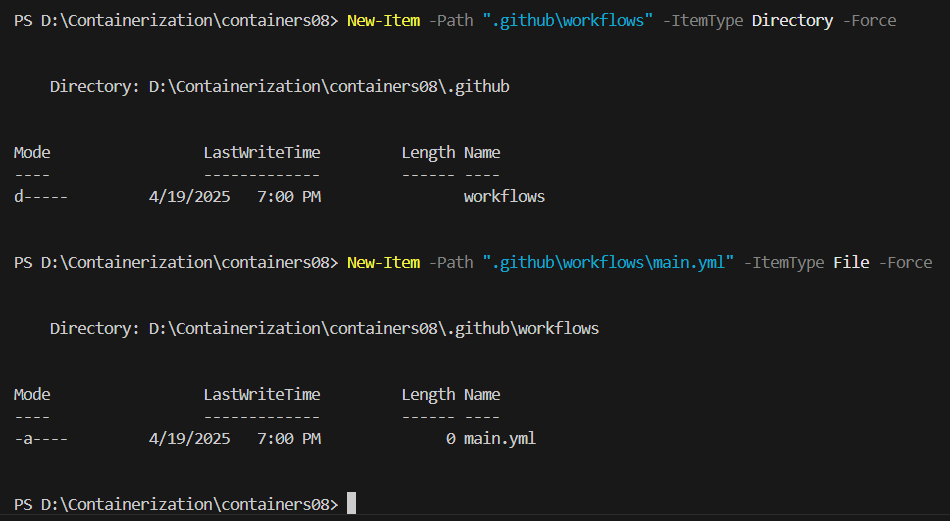 PS D:\Containerization\containers08> New-Item -Path ".github\workflows" -ItemType Directory -Force
Directory: D:\Containerization\containers08\.github
Mode                 LastWriteTime         Length Name
----                 -------------         ------ ----
d-----         4/19/2025   7:00 PM                workflows
PS D:\Containerization\containers08> New-Item -Path ".github\workflows\main.yml" -ItemType File -Force
Directory: D:\Containerization\containers08\.github\workflows
Mode                 LastWriteTime         Length Name
----                 -------------         ------ ----
-a----         4/19/2025   7:00 PM              0 main.yml
PS D:\Containerization\containers08>